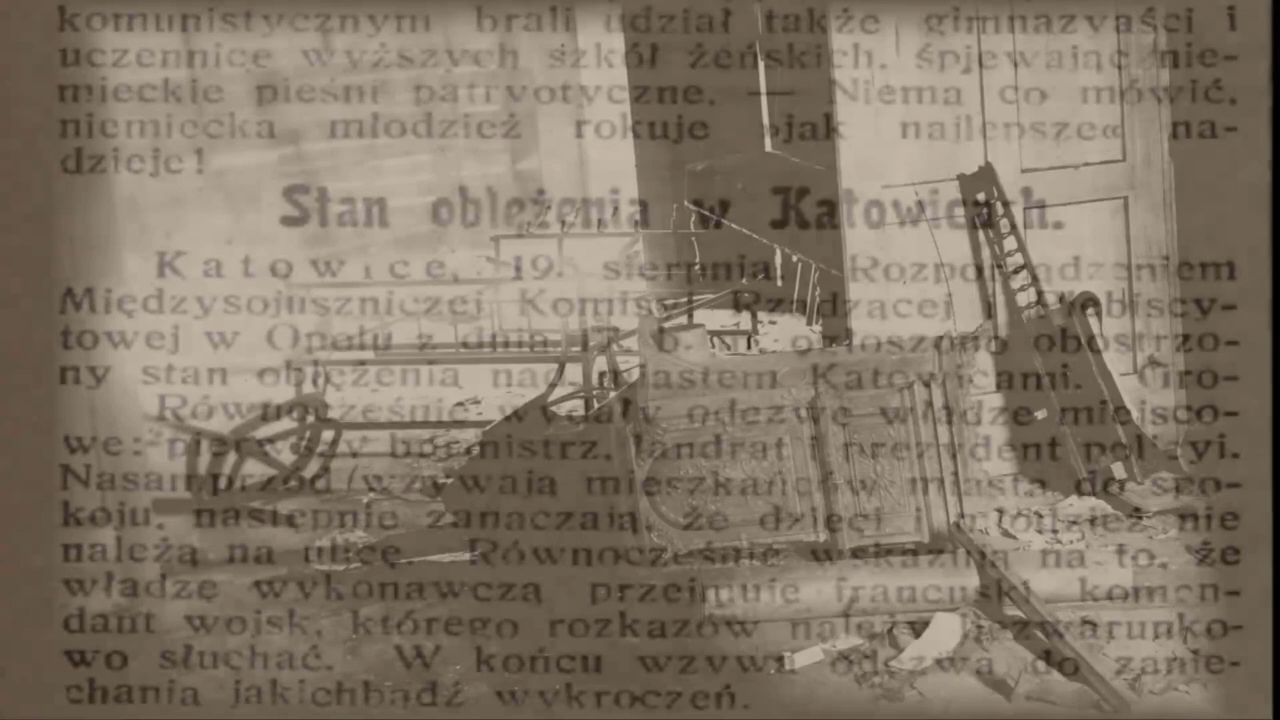 komunistycznym brali udział także gimnazyaści i
uczennice wyższych szkół żeńskich, śpiewając nie-
mieckie pieśni patryotyczne. — Niema co mówić,
niemiecka młodzież rokuje »jak najlepsze« na-
dzieje!
Stan oblężenia w Katowicach.
Katowice, 19. sierpnia. Rozporządzeniem
Międzysojuszniczej Komisyi Rządzącej i Plebiscy-
towej w Opolu z dnia b. m. ogłoszono obostrzo-
ny stan oblężenia nad miastem Katowicami.
Równocześnie wydały odezwę władze miejsco-
we: pierwszy burmistrz, landrat i prezydent policyi.
Nasamprzód wzywają mieszkańców miasta do spo-
koju, następnie zanaczają, że dzieci i młodzież nie
należą na ulicę. Równocześnie wskazują na to, że
władzę wykonawczą przejmuje francuski komen-
dant wojsk, którego rozkazów należy bezwarunko-
wo słuchać. W końcu wzywa odezwa do zanie-
chania jakichbądź wykroczeń.